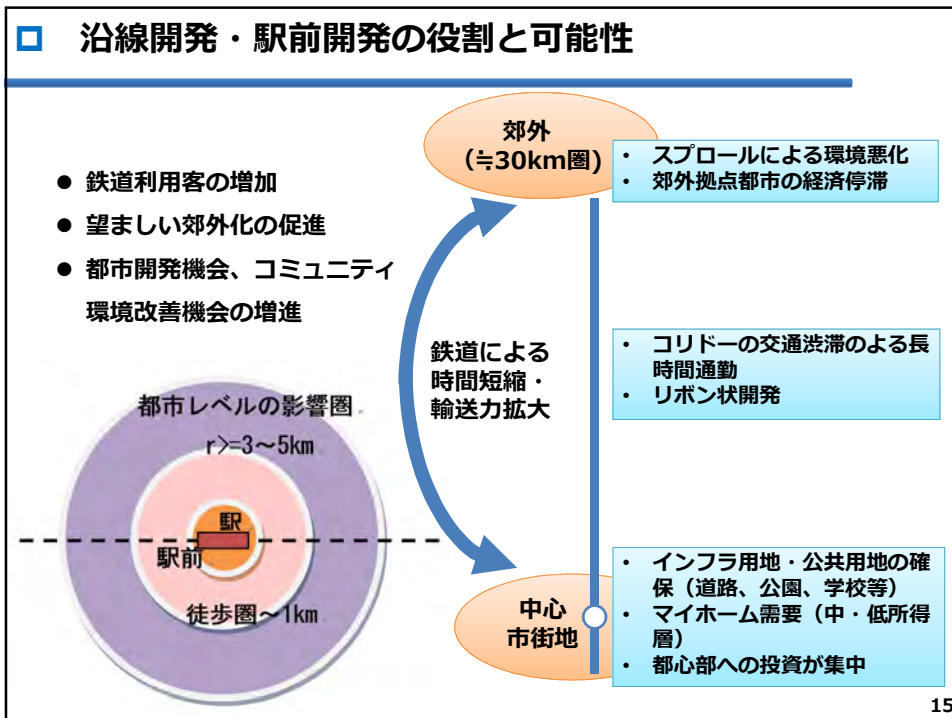 沿線開発・駅前開発の役割と可能性
● 鉄道利用客の増加
● 望ましい郊外化の促進
● 都市開発機会、コミュニティ
環境改善機会の増進
都市レベルの影響圏
r>=3~5km
駅
駅前
徒歩圏~1km
郊外
(≒30km圏)
鉄道による
時間短縮・
輸送力拡大
中心
市街地
• スプロールによる環境悪化
• 郊外拠点都市の経済停滞
• コリドーの交通渋滞のよる長
時間通勤
• リボン状開発
• インフラ用地・公共用地の確
保（道路、公園、学校等）
• マイホーム需要（中・低所得
層）
• 都心部への投資が集中
15